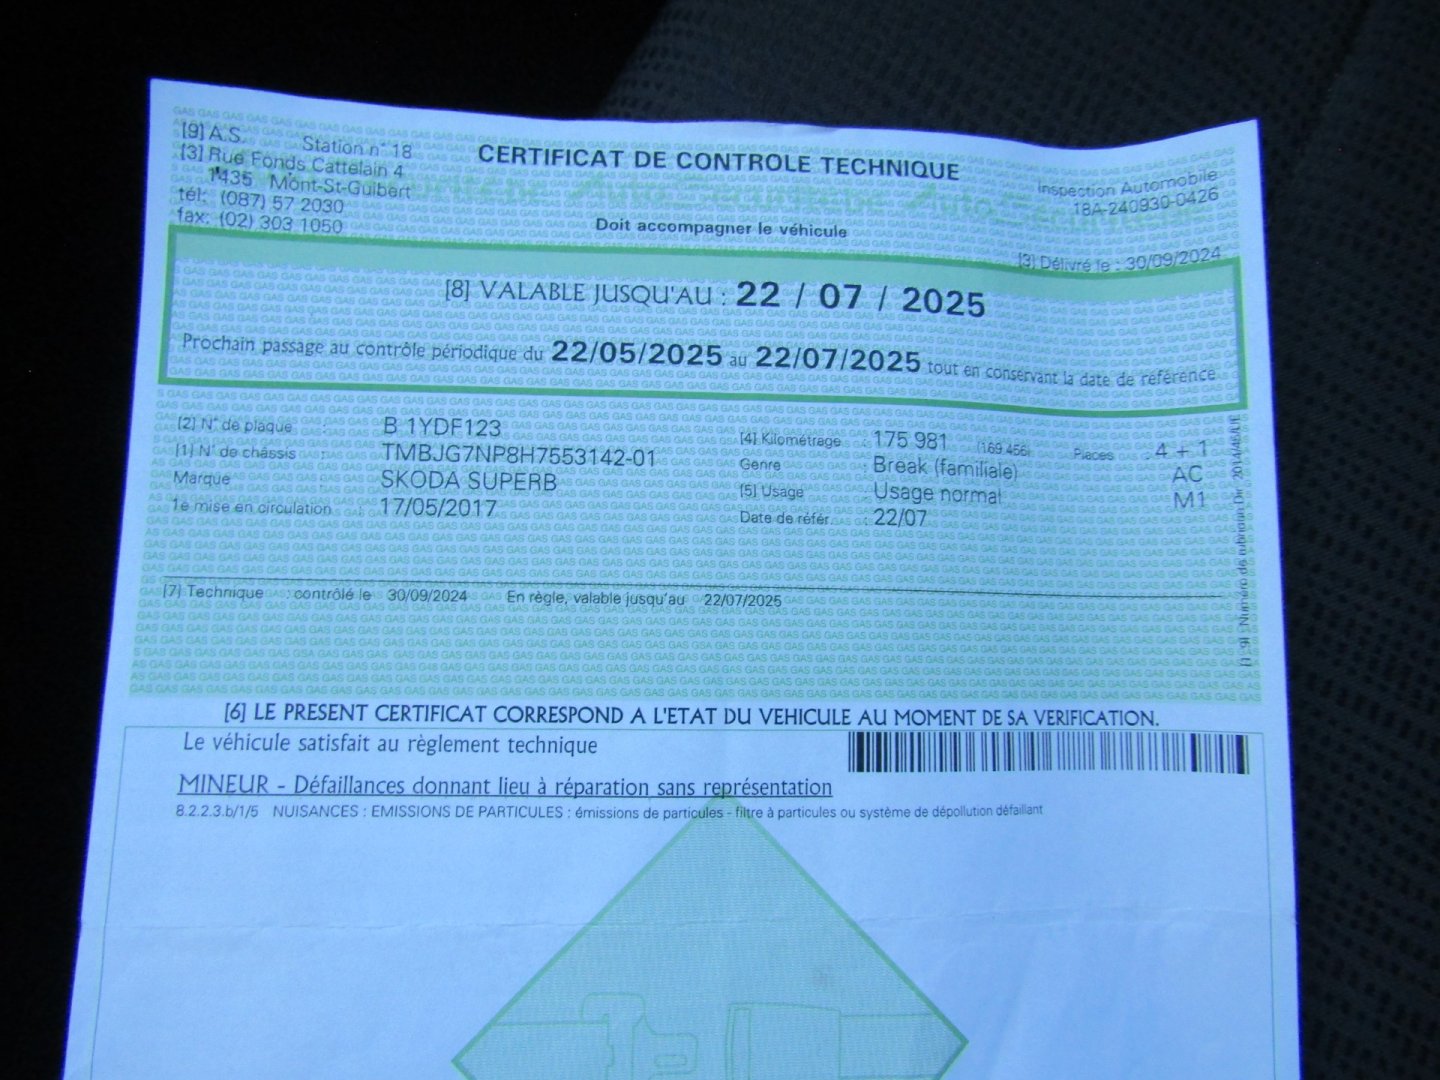 [9] A.S. Station n° 18
[3] Rue Fonds Cattelain 4
1435 Mont-St-Guibert
tél: (087) 57 2030
fax: (02) 303 1050
CERTIFICAT DE CONTROLE TECHNIQUE
Doit accompagner le véhicule
Inspection Automobile
18A-240930-0426
[3] Délivré le : 30/09/2024
[8] VALABLE JUSQU'AU : 22 / 07 / 2025
Prochain passage au contrôle périodique du 22/05/2025 au 22/07/2025 tout en conservant la date de référence
[2] N° de plaque : B 1YDF123
[1] N° de châssis : TMBJG7NP8H7553142-01
Marque SKODA SUPERB
1e mise en circulation : 17/05/2017
[4] Kilométrage : 175 981 (169 456) Places : 4 + 1
Genre : Break (familiale) AC
[5] Usage : Usage normal M1
Date de référ. : 22/07
[7] Technique : contrôlé le 30/09/2024 En règle, valable jusqu'au 22/07/2025
[6] LE PRESENT CERTIFICAT CORRESPOND A L'ETAT DU VEHICULE AU MOMENT DE SA VERIFICATION.
Le véhicule satisfait au règlement technique
MINEUR - Défaillances donnant lieu à réparation sans représentation
8.2.2.3.b/1/5 NUISANCES : EMISSIONS DE PARTICULES : émissions de particules - filtre à particules ou système de dépollution défaillant